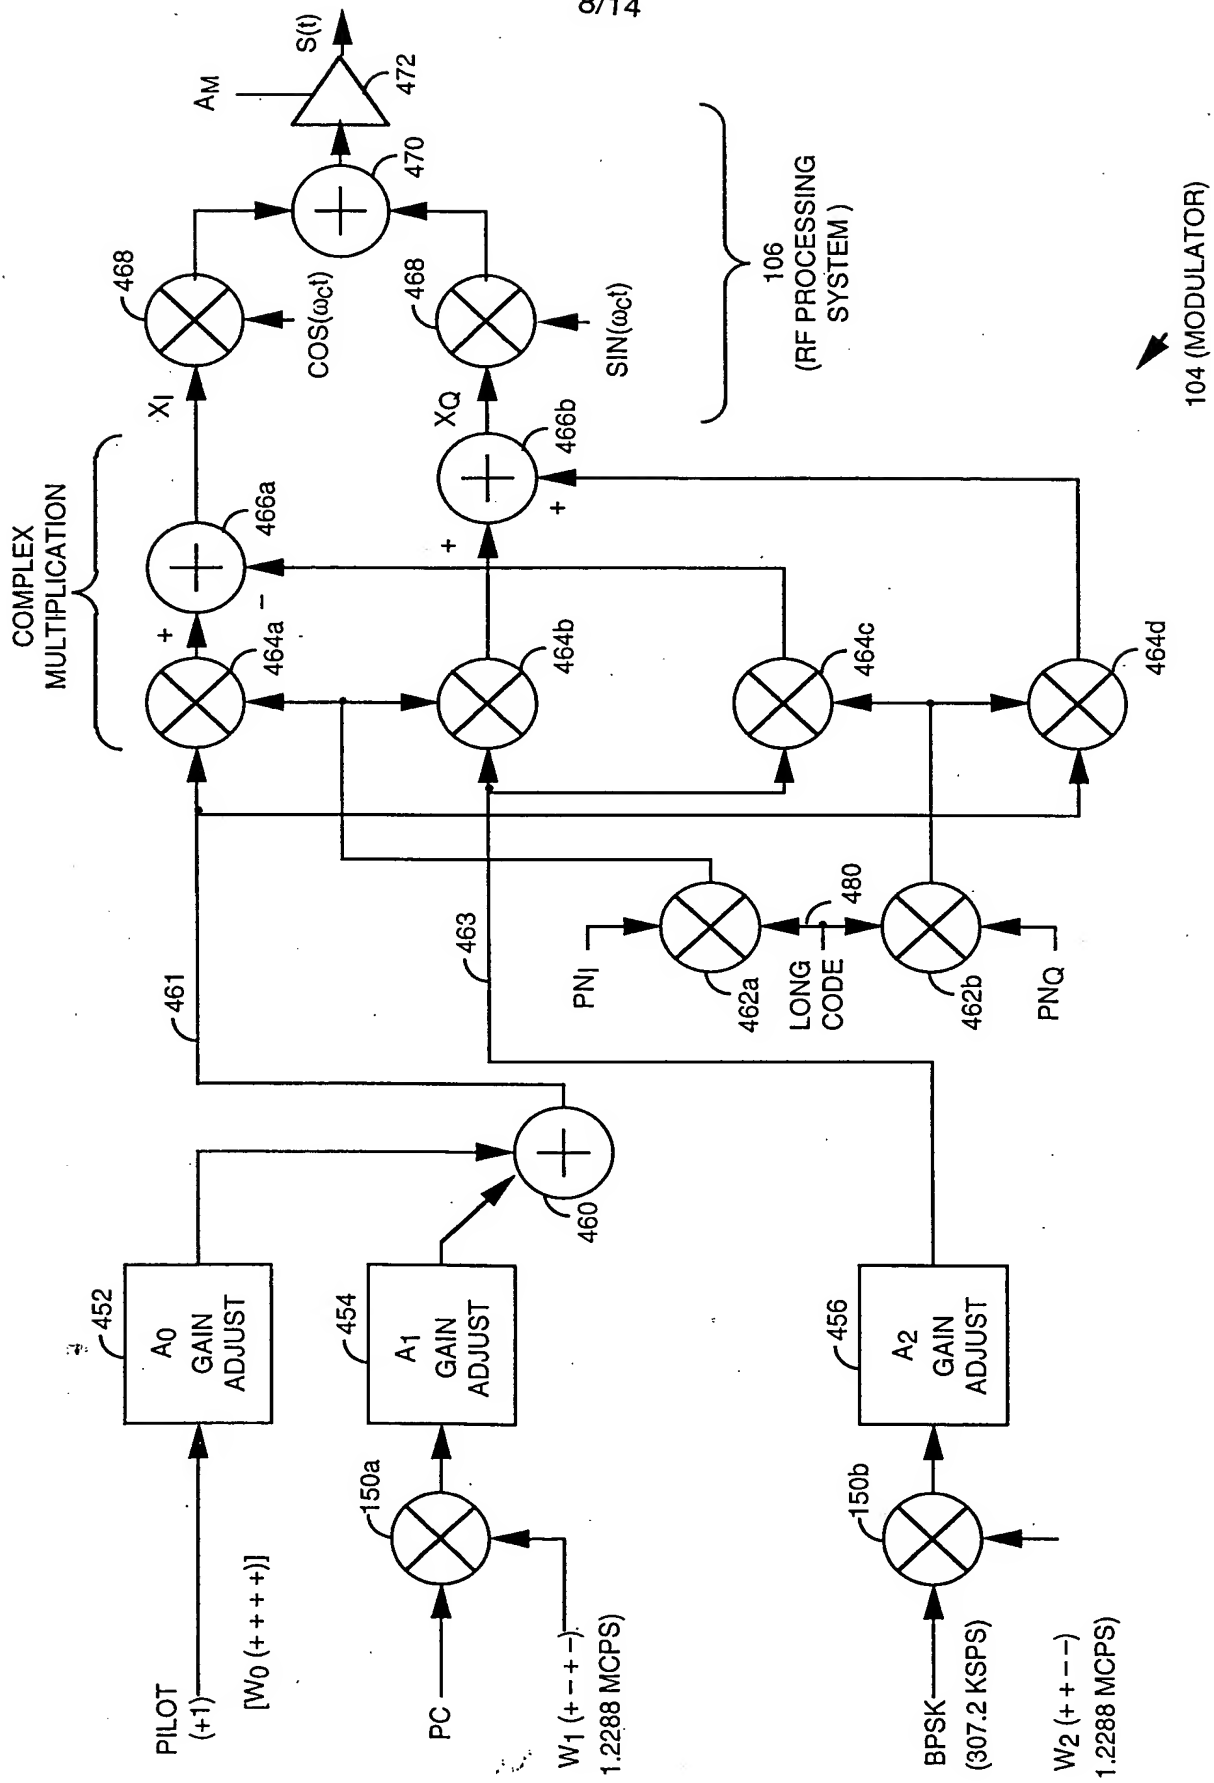 8/14
PILOT
(+1)
[W0 (+ + + +)]
452
A0
GAIN
ADJUST
PC
150a
W1 (+ − + −)
1.2288 MCPS
454
A1
GAIN
ADJUST
460
BPSK
(307.2 KSPS)
150b
W2 (+ + − −)
1.2288 MCPS
456
A2
GAIN
ADJUST
461
463
PNI
462a
LONG
CODE
480
462b
PNQ
COMPLEX
MULTIPLICATION
464a
+
−
466a
464b
+
+
466b
464c
464d
XI
XQ
468
COS(ωct)
468
SIN(ωct)
470
AM
472
S(t)
106
(RF PROCESSING
SYSTEM )
104 (MODULATOR)